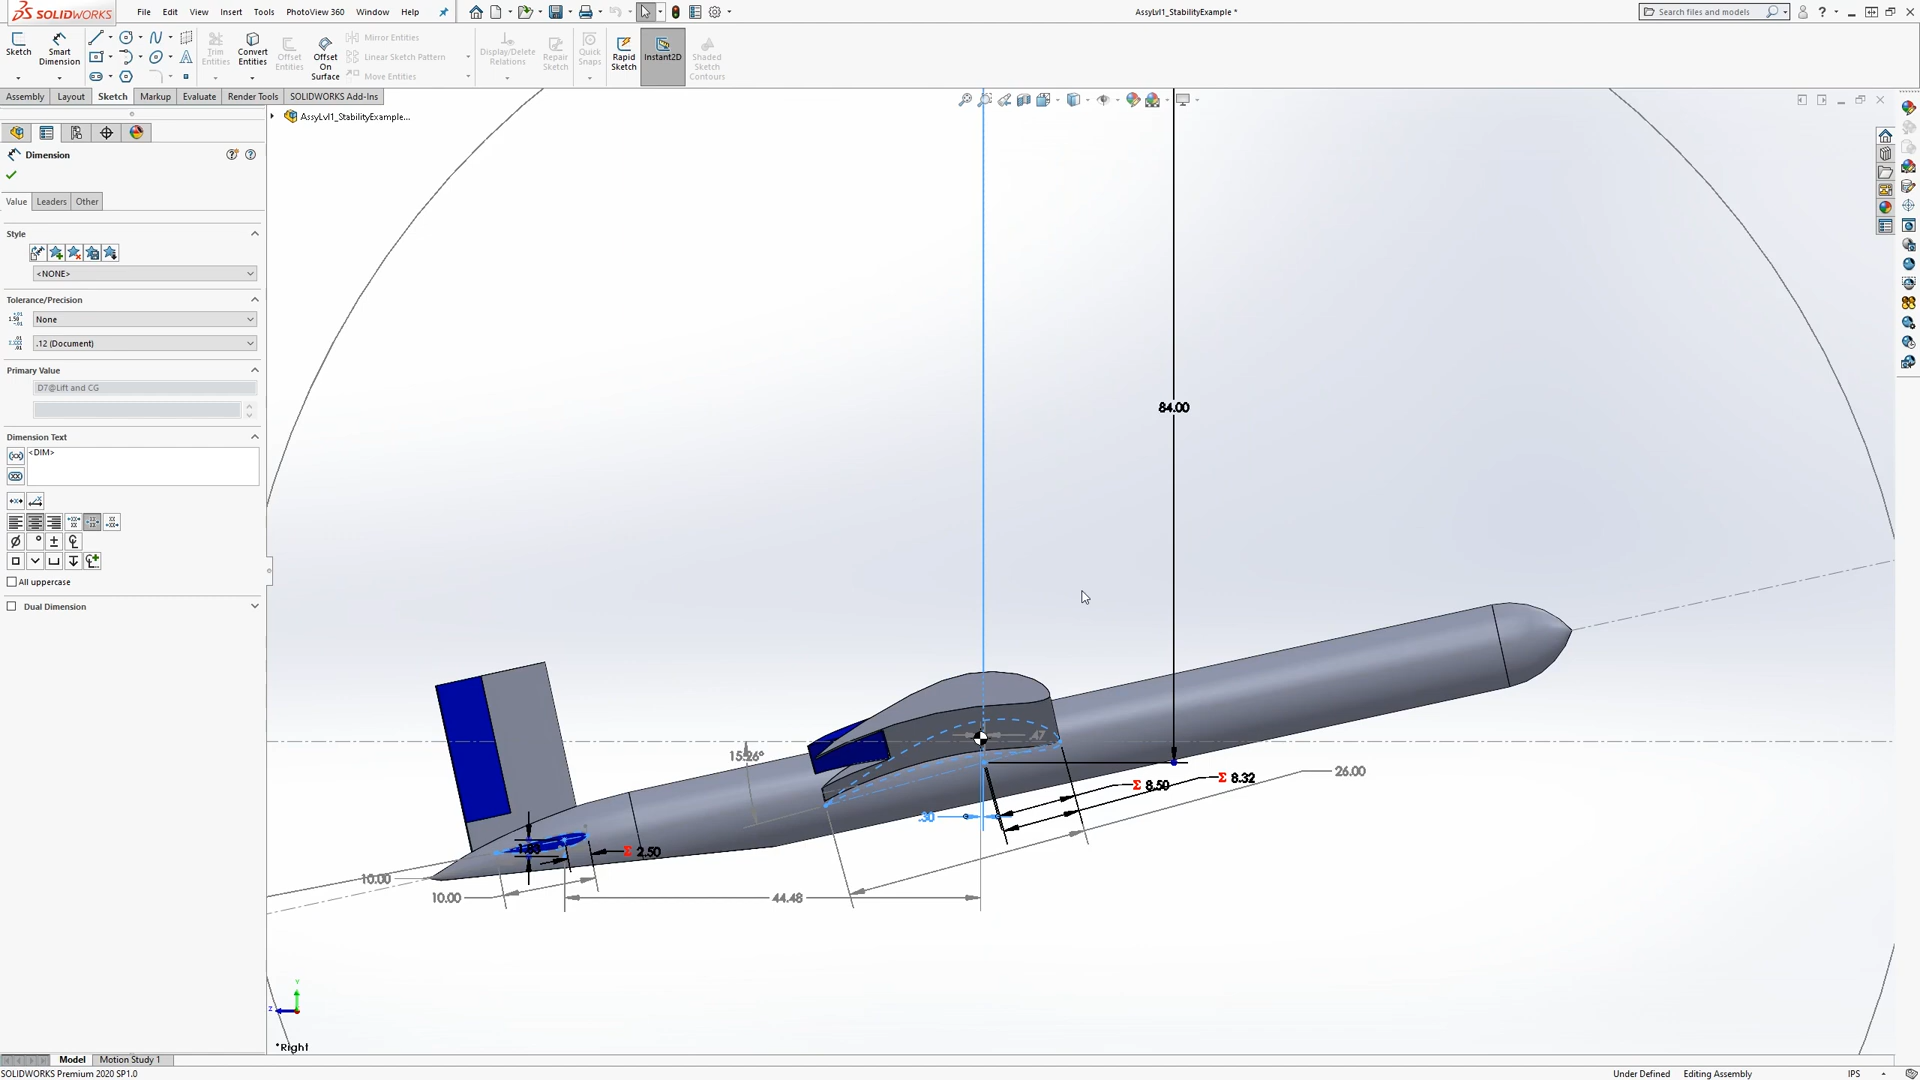 SOLIDWORKS File Edit View Insert Tools PhotoView 360 Window Help AssyLvl1_StabilityExample * Search files and models
Sketch Smart Dimension Trim Entities Convert Entities Offset Entities Offset On Surface Mirror Entities Linear Sketch Pattern Move Entities Display/Delete Relations Repair Sketch Quick Snaps Rapid Sketch Instant2D Shaded Sketch Contours
Assembly Layout Sketch Markup Evaluate Render Tools SOLIDWORKS Add-Ins
AssyLvl1_StabilityExample...
Dimension
Value Leaders Other
Style
<NONE>
Tolerance/Precision
None
.12 (Document)
Primary Value
D7@Lift and CG
Dimension Text
<DIM>
All uppercase
Dual Dimension
84.00
.47
15.26°
26.00
Σ 8.32
Σ 8.50
.30
1.83
Σ 2.50
10.00
10.00
44.48
Y
Z
*Right
Model Motion Study 1
SOLIDWORKS Premium 2020 SP1.0 Under Defined Editing Assembly IPS